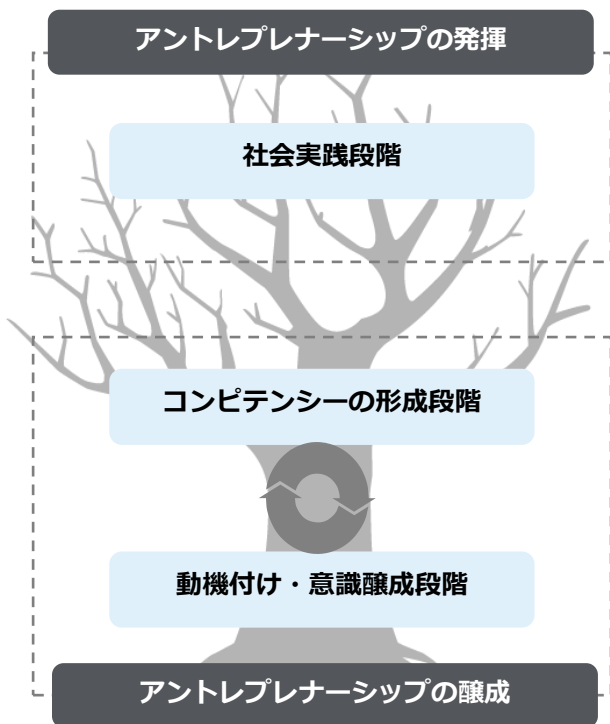 アントレプレナーシップの発揮
社会実践段階
コンピテンシーの形成段階
動機付け・意識醸成段階
アントレプレナーシップの醸成